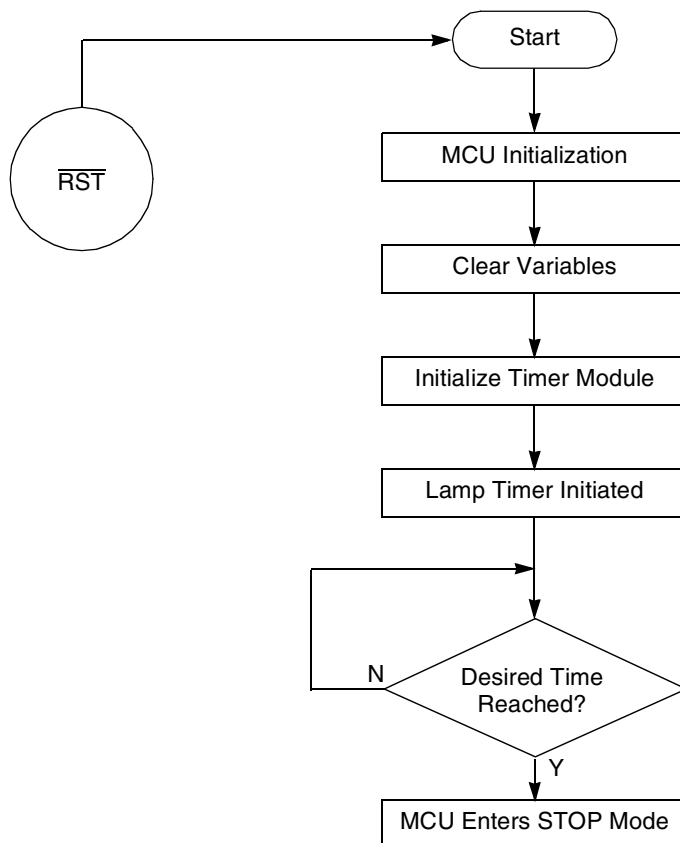 Start
RST
MCU Initialization
Clear Variables
Initialize Timer Module
Lamp Timer Initiated
N
Desired Time
Reached?
Y
MCU Enters STOP Mode